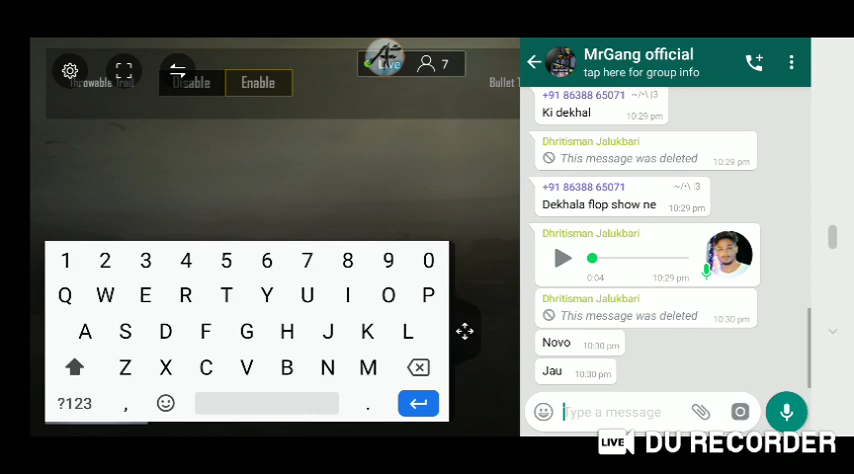 Throwable Trail
Disable
Enable
Live
7
Bullet T
MrGang official
tap here for group info
+91 86388 65071
Ki dekhal
10:29 pm
Dhritisman Jalukbari
This message was deleted
10:29 pm
+91 86388 65071
Dekhala flop show ne
10:29 pm
Dhritisman Jalukbari
0:04
10:29 pm
Dhritisman Jalukbari
This message was deleted
10:30 pm
Novo
10:30 pm
Jau
10:30 pm
Type a message
1 2 3 4 5 6 7 8 9 0
Q W E R T Y U I O P
A S D F G H J K L
Z X C V B N M
?123 , .
LIVE DU RECORDER